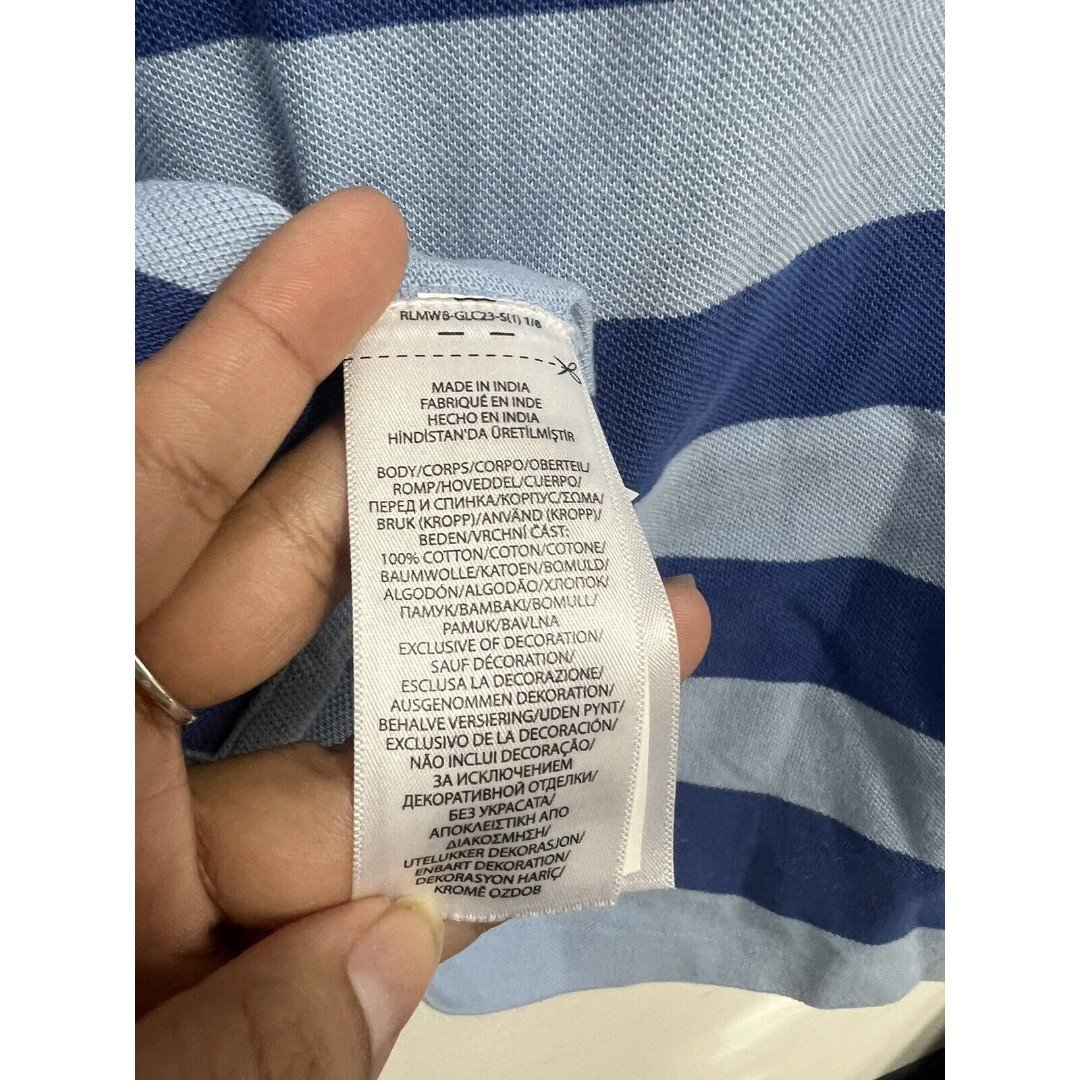 RLMW8-GLC23-S(1) 1/8
MADE IN INDIA
FABRIQUÉ EN INDE
HECHO EN INDIA
HİNDİSTAN'DA ÜRETİLMİŞTİR
BODY/CORPS/CORPO/OBERTEIL/
ROMP/HOVEDDEL/CUERPO/
ПЕРЕД И СПИНКА/КОРПУС/ΣΩΜΑ/
BRUK (KROPP)/ANVÄND (KROPP)/
BEDEN/VRCHNÍ ČÁST:
100% COTTON/COTON/COTONE/
BAUMWOLLE/KATOEN/BOMULD/
ALGODÓN/ALGODÃO/ХЛОПОК/
ПАМУК/ΒΑΜΒΑΚΙ/BOMULL/
PAMUK/BAVLNA
EXCLUSIVE OF DECORATION/
SAUF DÉCORATION/
ESCLUSA LA DECORAZIONE/
AUSGENOMMEN DEKORATION/
BEHALVE VERSIERING/UDEN PYNT/
EXCLUSIVO DE LA DECORACIÓN/
NÃO INCLUI DECORAÇÃO/
ЗА ИСКЛЮЧЕНИЕМ
ДЕКОРАТИВНОЙ ОТДЕЛКИ/
БЕЗ УКРАСАТА/
ΑΠΟΚΛΕΙΣΤΙΚΗ ΑΠΟ
ΔΙΑΚΟΣΜΗΣΗ/
UTELUKKER DEKORASJON/
ENBART DEKORATION/
DEKORASYON HARİÇ/
KROMĚ OZDOB